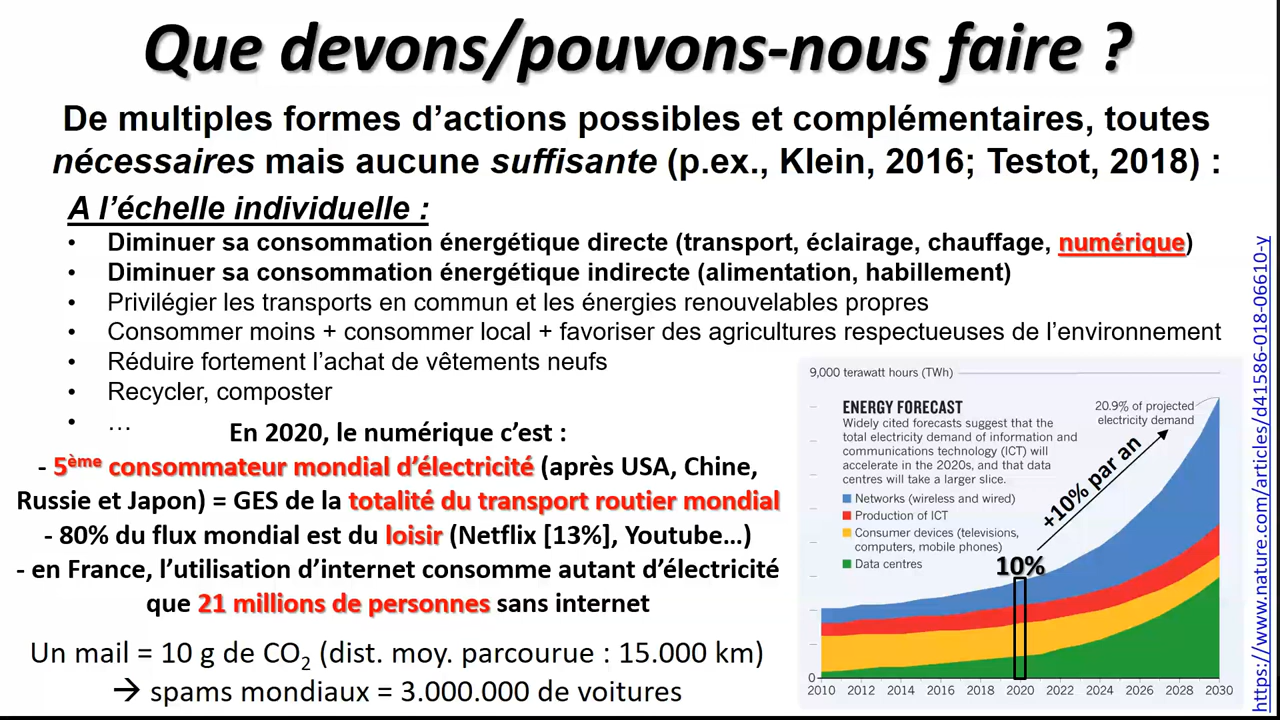 Que devons/pouvons-nous faire ?
De multiples formes d’actions possibles et complémentaires, toutes
nécessaires mais aucune suffisante (p.ex., Klein, 2016; Testot, 2018) :
A l’échelle individuelle :
• Diminuer sa consommation énergétique directe (transport, éclairage, chauffage, numérique)
• Diminuer sa consommation énergétique indirecte (alimentation, habillement)
• Privilégier les transports en commun et les énergies renouvelables propres
• Consommer moins + consommer local + favoriser des agricultures respectueuses de l’environnement
• Réduire fortement l’achat de vêtements neufs
• Recycler, composter
• …
En 2020, le numérique c’est :
- 5ème consommateur mondial d’électricité (après USA, Chine,
Russie et Japon) = GES de la totalité du transport routier mondial
- 80% du flux mondial est du loisir (Netflix [13%], Youtube…)
- en France, l’utilisation d’internet consomme autant d’électricité
que 21 millions de personnes sans internet
Un mail = 10 g de CO2 (dist. moy. parcourue : 15.000 km)
→ spams mondiaux = 3.000.000 de voitures
9,000 terawatt hours (TWh)
ENERGY FORECAST
Widely cited forecasts suggest that the
total electricity demand of information and
communications technology (ICT) will
accelerate in the 2020s, and that data
centres will take a larger slice.
Networks (wireless and wired)
Production of ICT
Consumer devices (televisions,
computers, mobile phones)
Data centres
20.9% of projected
electricity demand
+10% par an
10%
0
2010 2012 2014 2016 2018 2020 2022 2024 2026 2028 2030
https://www.nature.com/articles/d41586-018-06610-y